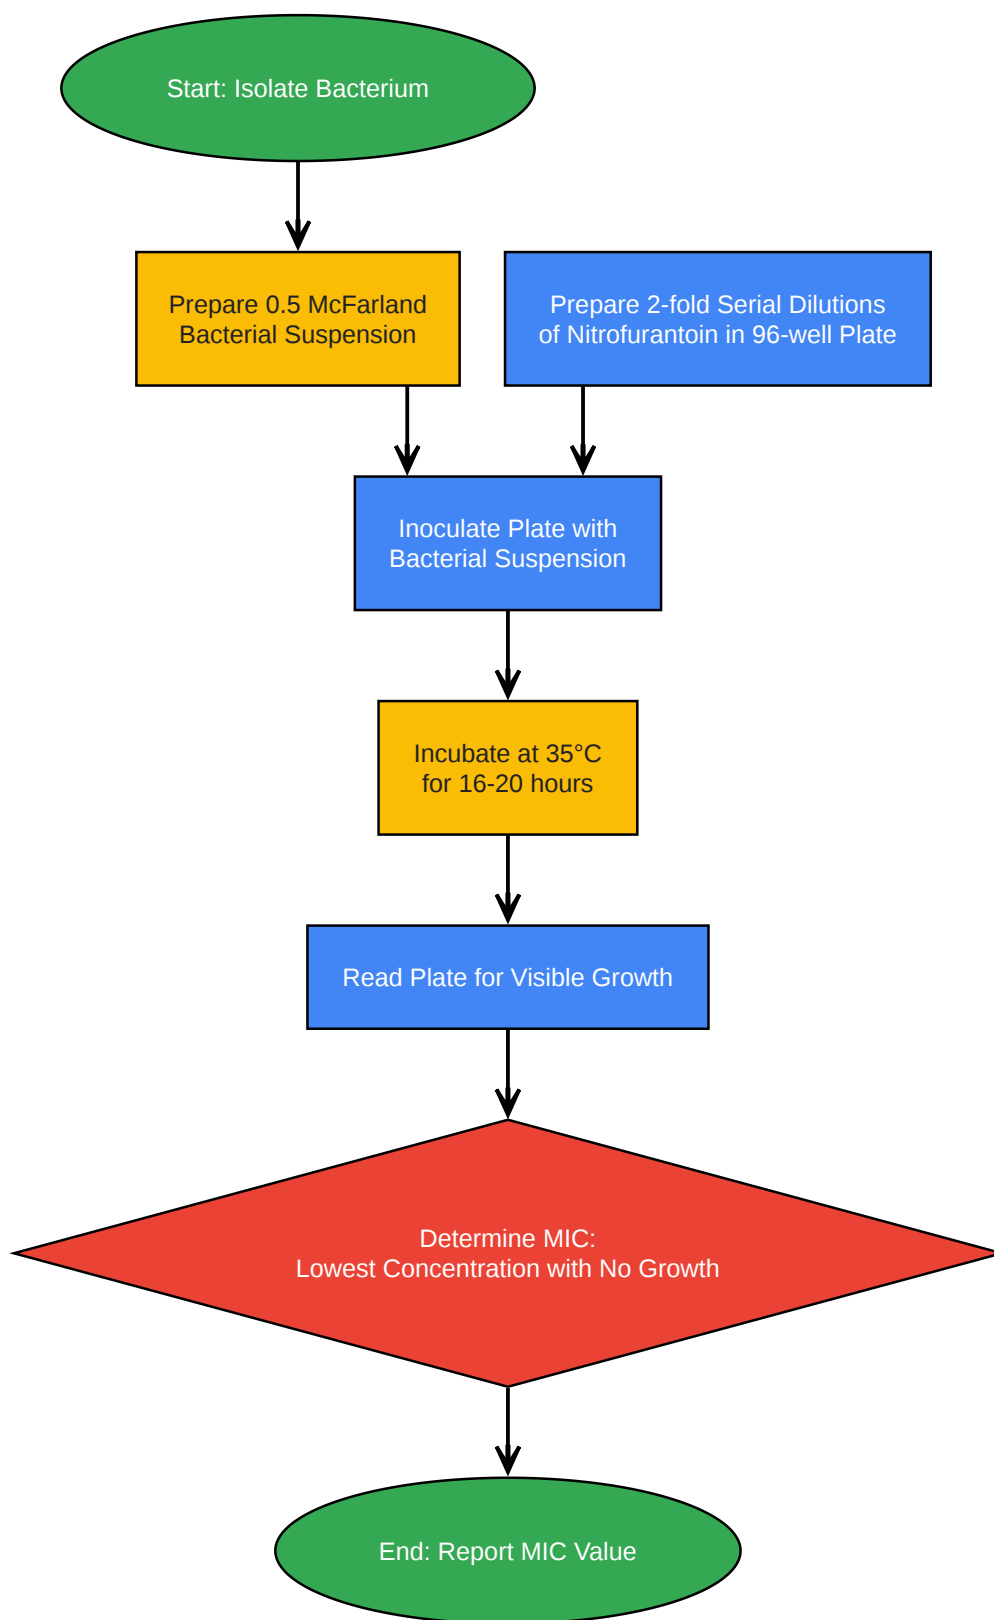 Start: Isolate Bacterium
Prepare 0.5 McFarland
Bacterial Suspension
Prepare 2-fold Serial Dilutions
of Nitrofurantoin in 96-well Plate
Inoculate Plate with
Bacterial Suspension
Incubate at 35°C
for 16-20 hours
Read Plate for Visible Growth
Determine MIC:
Lowest Concentration with No Growth
End: Report MIC Value